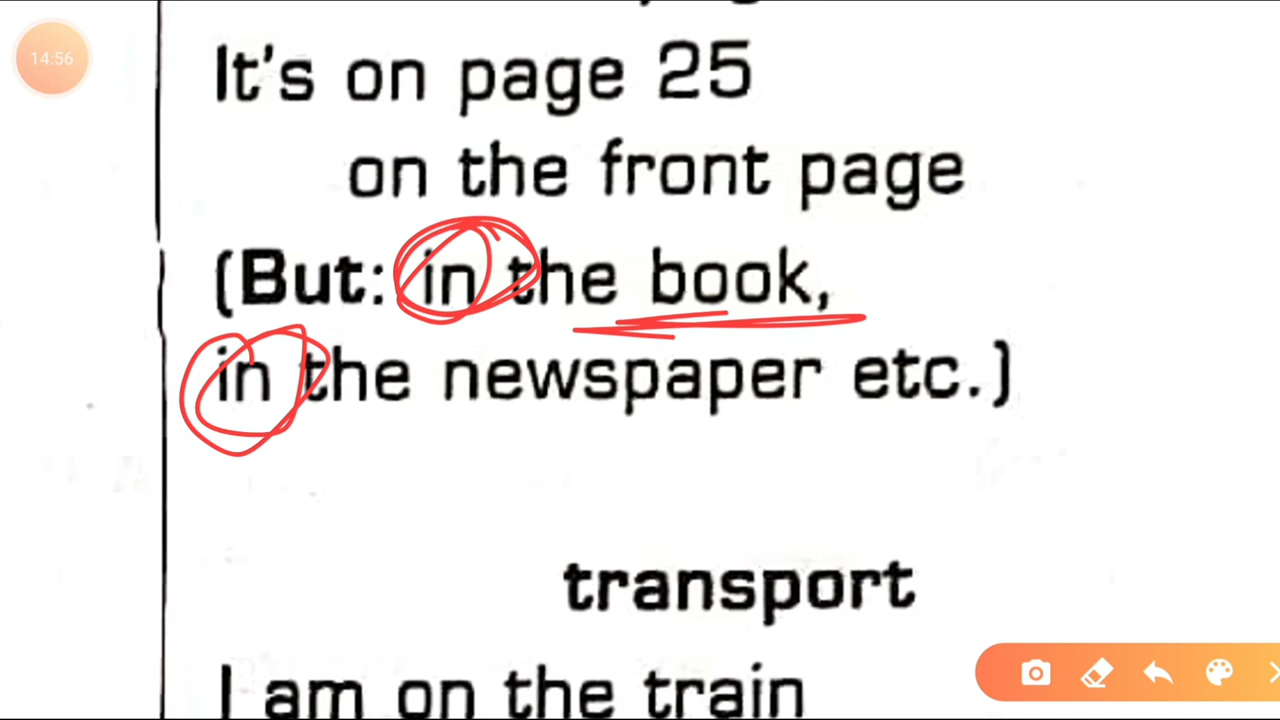 14:56
It's on page 25
on the front page
(But: in the book,
in the newspaper etc.)
transport
I am on the train